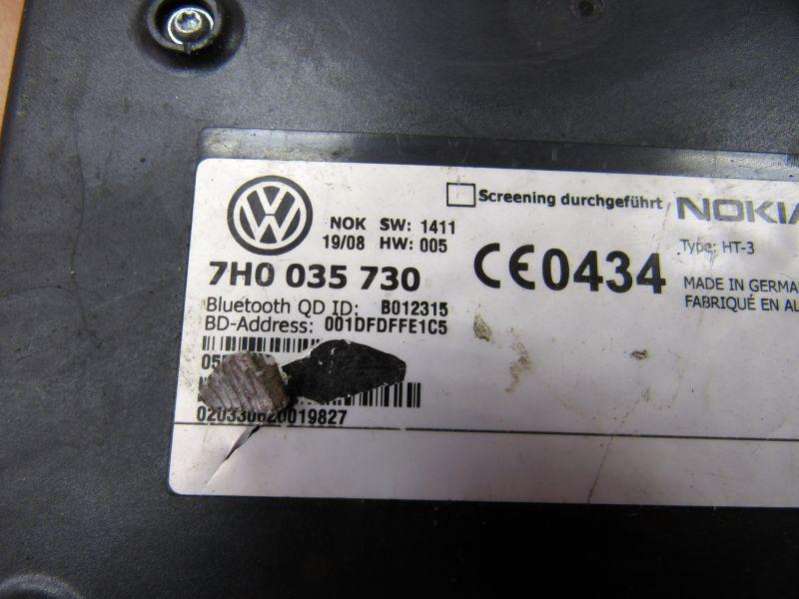 Screening durchgeführt
NOKIA
NOK SW: 1411
19/08 HW: 005
CE0434
Type: HT-3
7H0 035 730
MADE IN GERMAN
FABRIQUÉ EN AL
Bluetooth QD ID: B012315
BD-Address: 001DFDFFE1C5